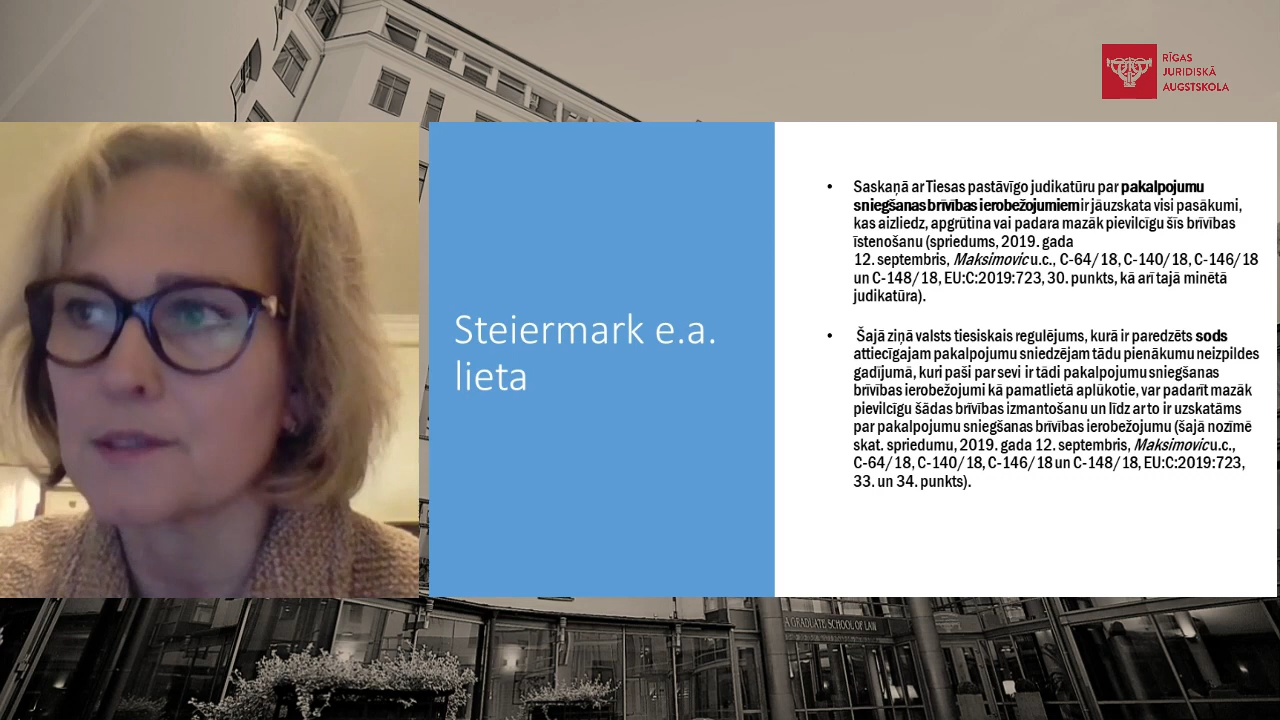 RĪGAS
JURIDISKĀ
AUGSTSKOLA
Steiermark e.a.
lieta
• Saskaņā ar Tiesas pastāvīgo judikatūru par pakalpojumu
sniegšanas brīvības ierobežojumiem ir jāuzskata visi pasākumi,
kas aizliedz, apgrūtina vai padara mazāk pievilcīgu šīs brīvības
īstenošanu (spriedums, 2019. gada
12. septembris, Maksimovic u.c., C-64/18, C-140/18, C-146/18
un C-148/18, EU:C:2019:723, 30. punkts, kā arī tajā minētā
judikatūra).
• Šajā ziņā valsts tiesiskais regulējums, kurā ir paredzēts sods
attiecīgajam pakalpojumu sniedzējam tādu pienākumu neizpildes
gadījumā, kuri paši par sevi ir tādi pakalpojumu sniegšanas
brīvības ierobežojumi kā pamatlietā aplūkotie, var padarīt mazāk
pievilcīgu šādas brīvības izmantošanu un līdz ar to ir uzskatāms
par pakalpojumu sniegšanas brīvības ierobežojumu (šajā nozīmē
skat. spriedumu, 2019. gada 12. septembris, Maksimovic u.c.,
C-64/18, C-140/18, C-146/18 un C-148/18, EU:C:2019:723,
33. un 34. punkts).
A GRADUATE SCHOOL OF LAW